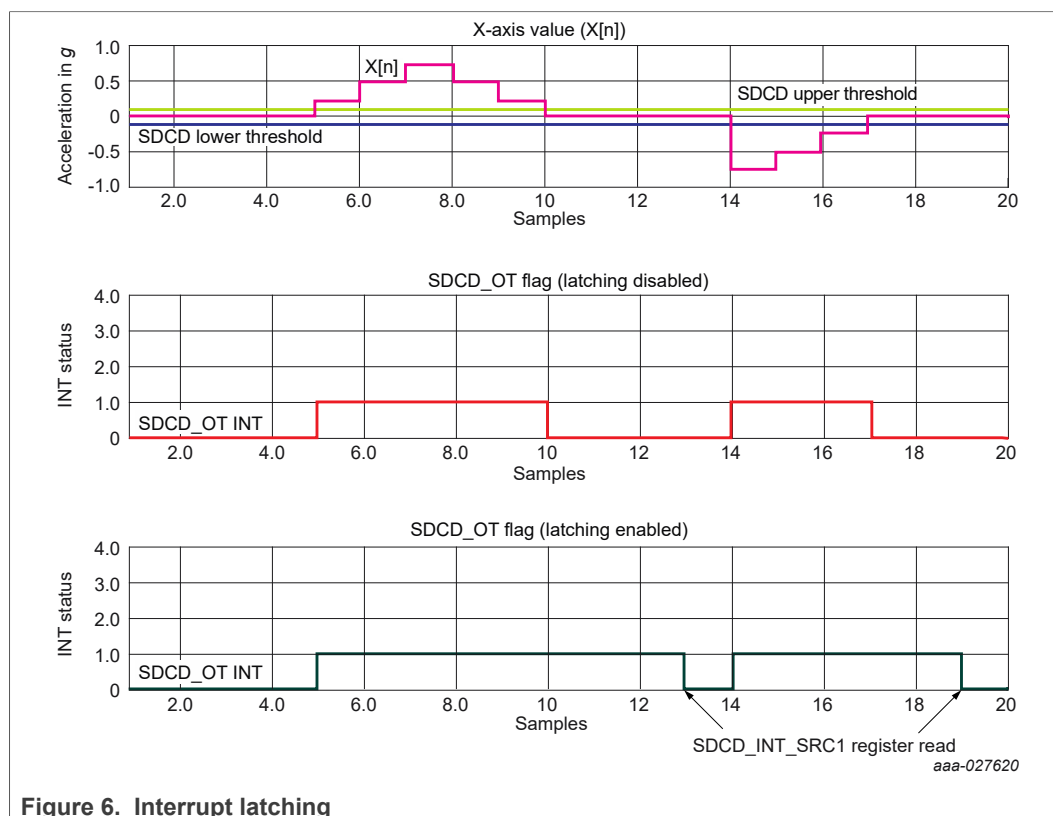 X-axis value (X[n])
Acceleration in g
1.0
0.5
0
-0.5
-1.0
X[n]
SDCD upper threshold
SDCD lower threshold
2.0 4.0 6.0 8.0 10 12 14 16 18 20
Samples
SDCD_OT flag (latching disabled)
INT status
4.0
3.0
2.0
1.0
0
SDCD_OT INT
2.0 4.0 6.0 8.0 10 12 14 16 18 20
Samples
SDCD_OT flag (latching enabled)
INT status
4.0
3.0
2.0
1.0
0
SDCD_OT INT
2.0 4.0 6.0 8.0 10 12 14 16 18 20
Samples
SDCD_INT_SRC1 register read
aaa-027620
Figure 6. Interrupt latching